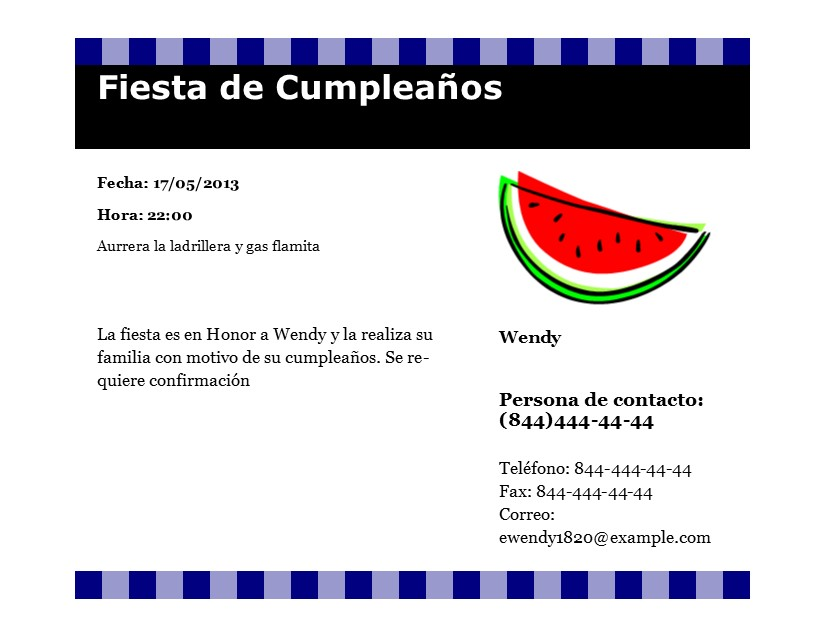 Fiesta de Cumpleaños
Fecha: 17/05/2013
Hora: 22:00
Aurrera la ladrillera y gas flamita
La fiesta es en Honor a Wendy y la realiza su
familia con motivo de su cumpleaños. Se re-
quiere confirmación
Wendy
Persona de contacto:
(844)444-44-44
Teléfono: 844-444-44-44
Fax: 844-444-44-44
Correo:
ewendy1820@example.com